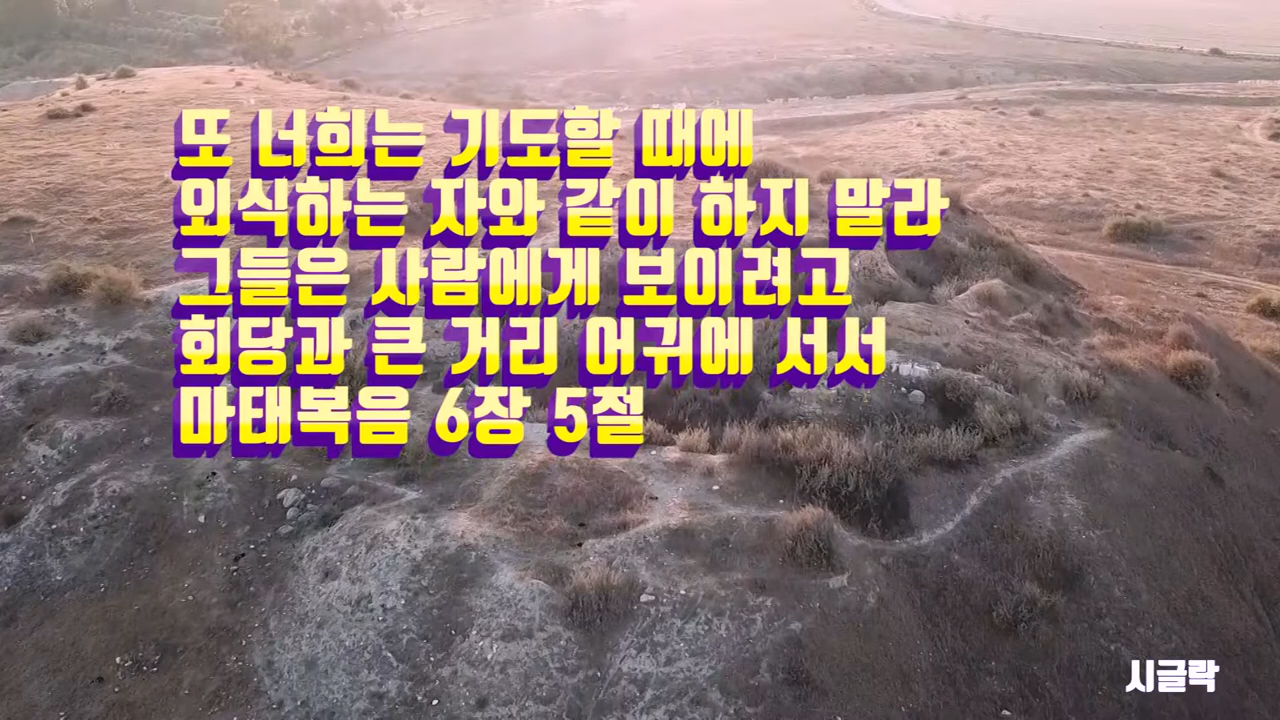 또 너희는 기도할 때에
외식하는 자와 같이 하지 말라
그들은 사람에게 보이려고
회당과 큰 거리 어귀에 서서
마태복음 6장 5절
시글락